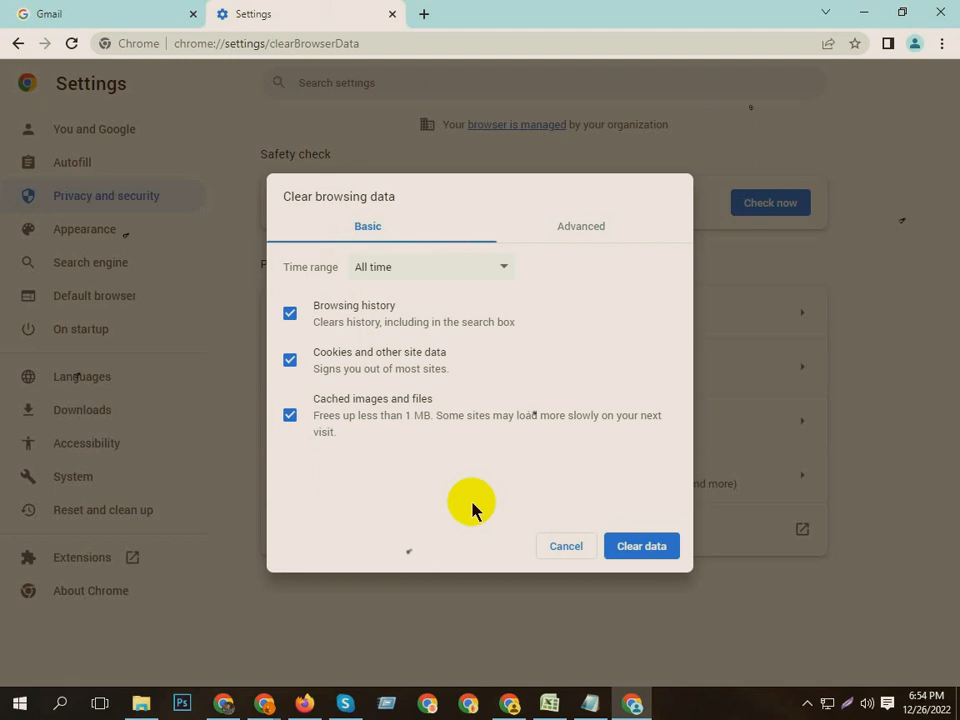 Gmail
Settings
Chrome
chrome://settings/clearBrowserData
Settings
Search settings
Your browser is managed by your organization
You and Google
Autofill
Privacy and security
Appearance
Search engine
Default browser
On startup
Languages
Downloads
Accessibility
System
Reset and clean up
Extensions
About Chrome
Safety check
Check now
P
Clear browsing data
Basic
Advanced
Time range
All time
Browsing history
Clears history, including in the search box
Cookies and other site data
Signs you out of most sites.
Cached images and files
Frees up less than 1 MB. Some sites may load more slowly on your next
visit.
and more)
Cancel
Clear data
Ps
6:54 PM
12/26/2022